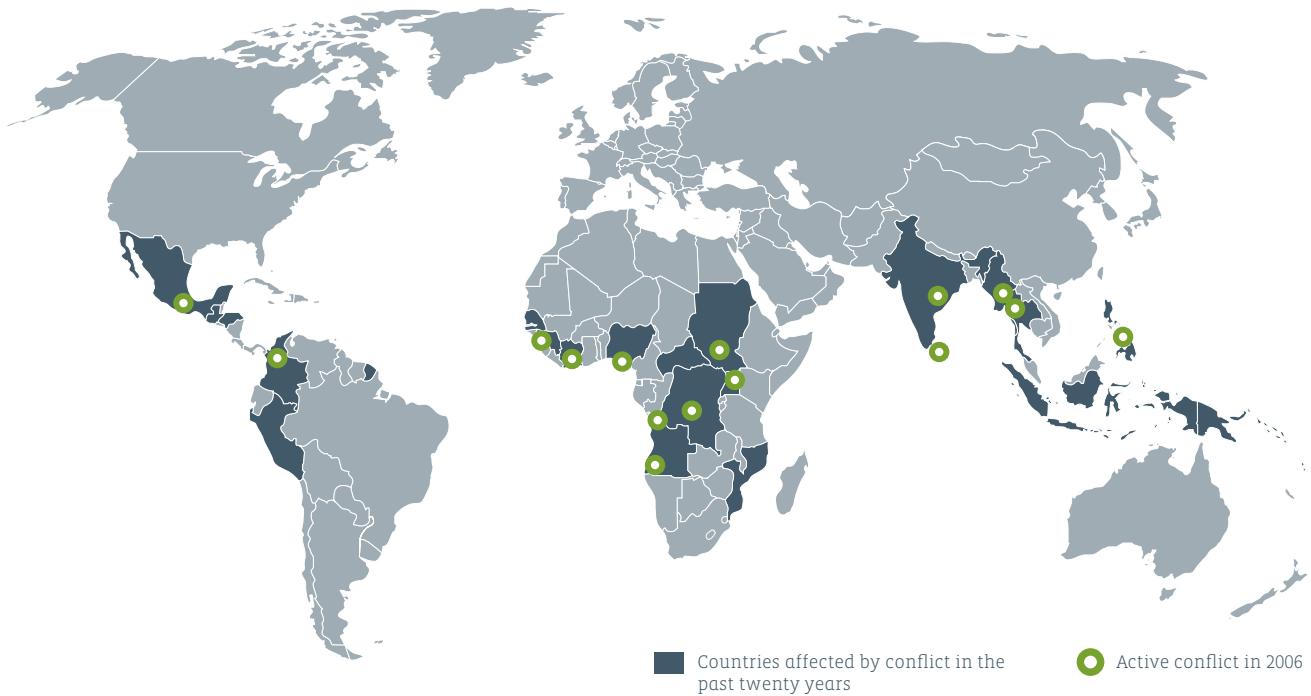 Countries affected by conflict in the
past twenty years
Active conflict in 2006